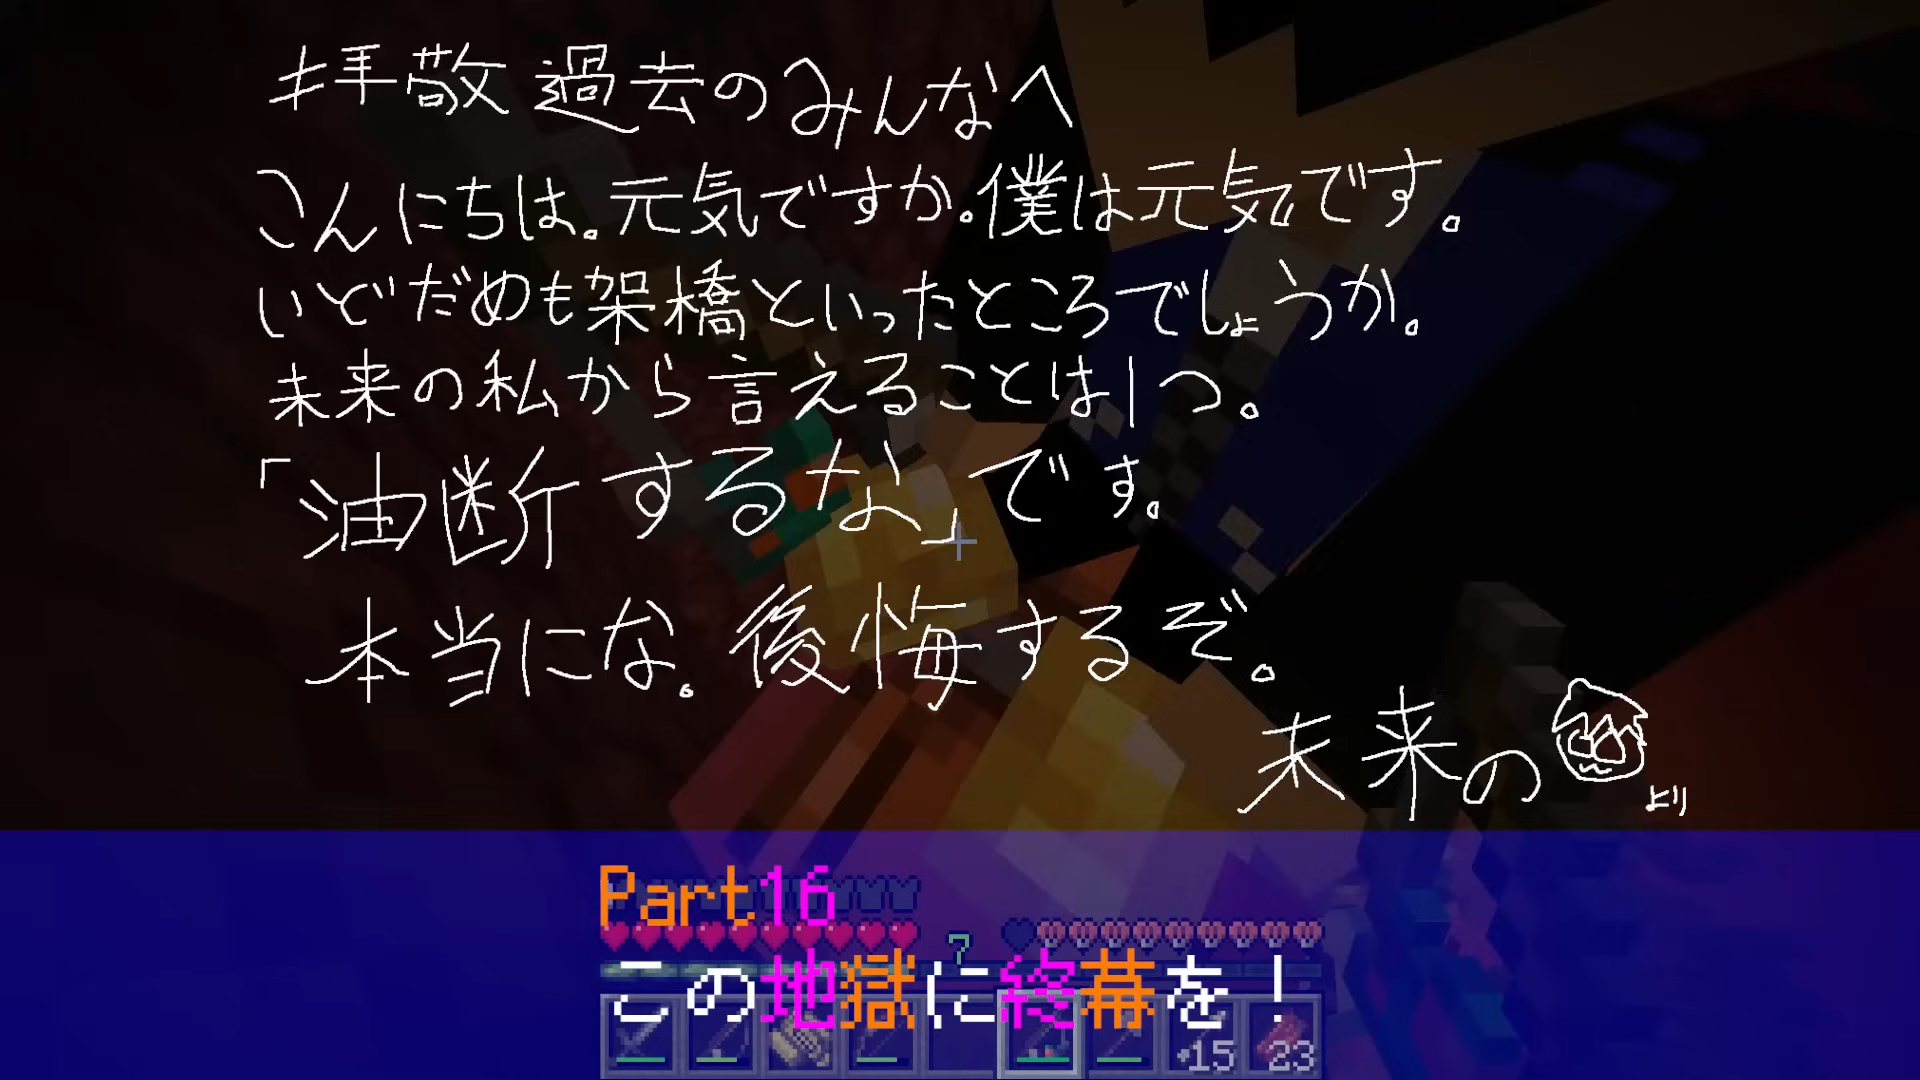 拝啓 過去のみんなへ
こんにちは。元気ですか。僕は元気です。
いどだめも架橋といったところでしょうか。
未来の私から言えることは1つ。
「油断するな」です。
本当にな。後悔するぞ。
未来の
より
Part16
7
この地獄に終幕を！
15 23